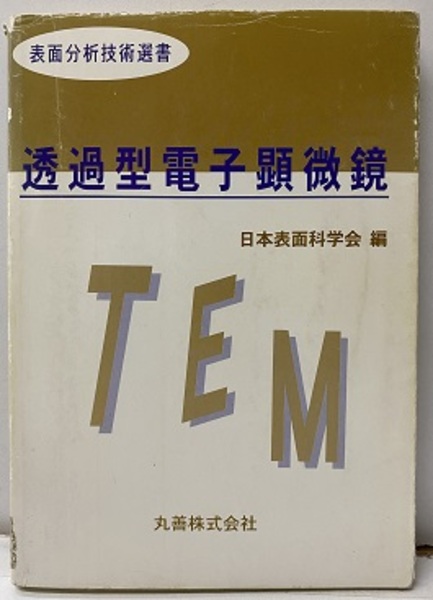 表面分析技術選書
透過型電子顕微鏡
日本表面科学会 編
TEM
丸善株式会社